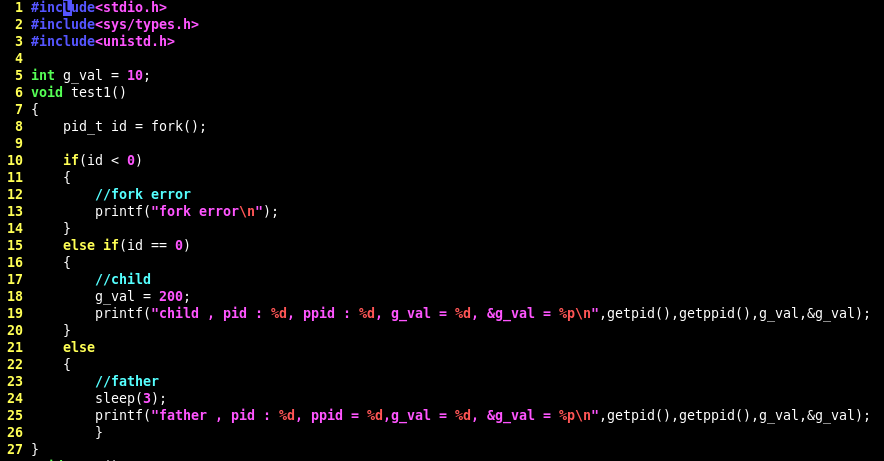 1 #include<stdio.h>
2 #include<sys/types.h>
3 #include<unistd.h>
4
5 int g_val = 10;
6 void test1()
7 {
8     pid_t id = fork();
9
10     if(id < 0)
11     {
12         //fork error
13         printf("fork error\n");
14     }
15     else if(id == 0)
16     {
17         //child
18         g_val = 200;
19         printf("child , pid : %d, ppid : %d, g_val = %d, &g_val = %p\n",getpid(),getppid(),g_val,&g_val);
20     }
21     else
22     {
23         //father
24         sleep(3);
25         printf("father , pid : %d, ppid = %d,g_val = %d, &g_val = %p\n",getpid(),getppid(),g_val,&g_val);
26         }
27 }